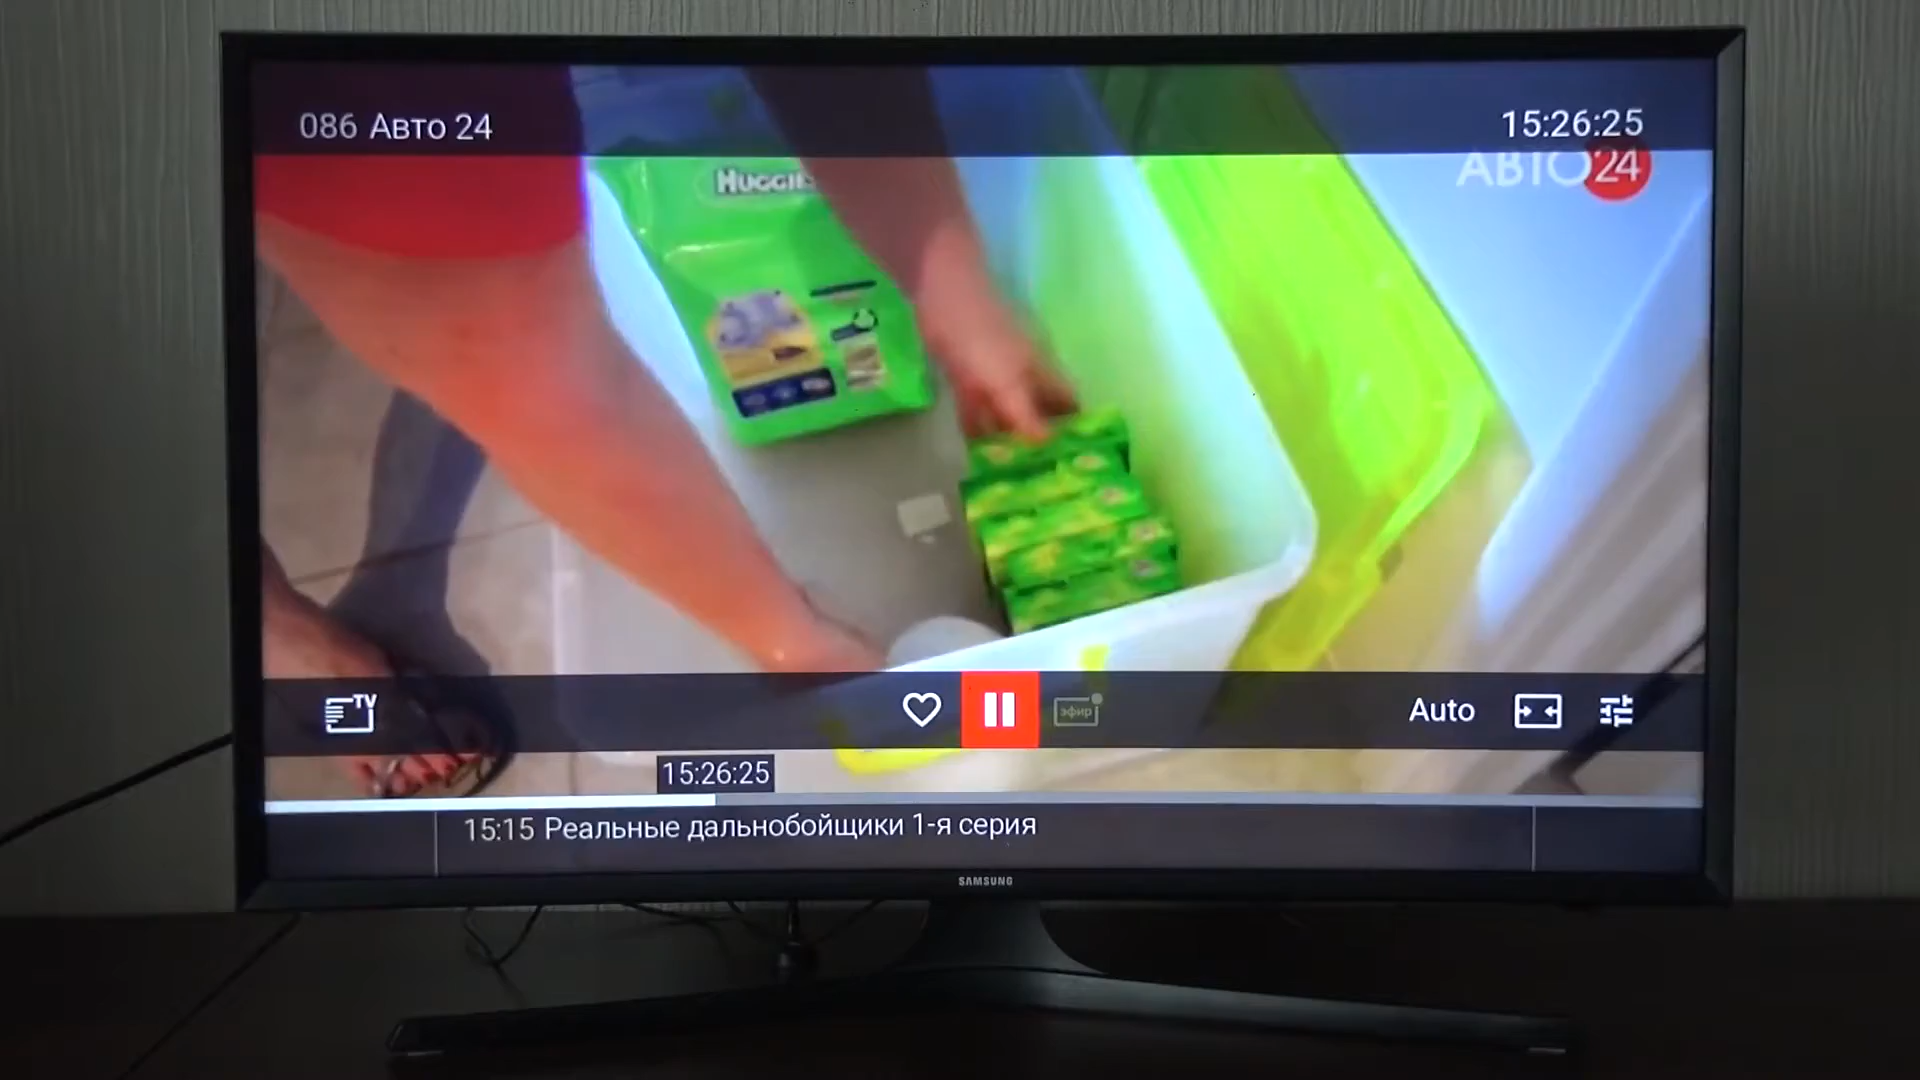 086 Авто 24
15:26:25
АВТО24
HUGGIES
TV
эфир
Auto
15:26:25
15:15 Реальные дальнобойщики 1-я серия
SAMSUNG